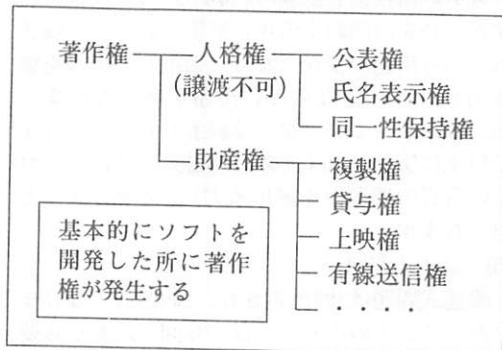 著作権 人格権 公表権
(譲渡不可) 氏名表示権
同一性保持権
財産権 複製権
貸与権
上映権
有線送信権
・・・・
基本的にソフトを
開発した所に著作
権が発生する